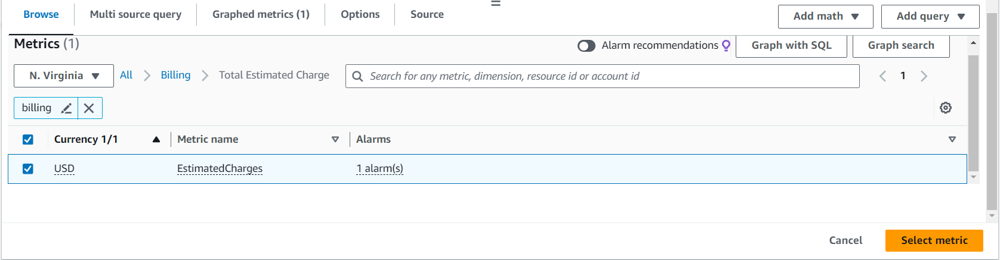 Browse Multi source query Graphed metrics (1) Options Source Add math Add query
Metrics (1) Alarm recommendations Graph with SQL Graph search
N. Virginia All Billing Total Estimated Charge Search for any metric, dimension, resource id or account id 1
billing
Currency 1/1 Metric name Alarms
USD EstimatedCharges 1 alarm(s)
Cancel Select metric